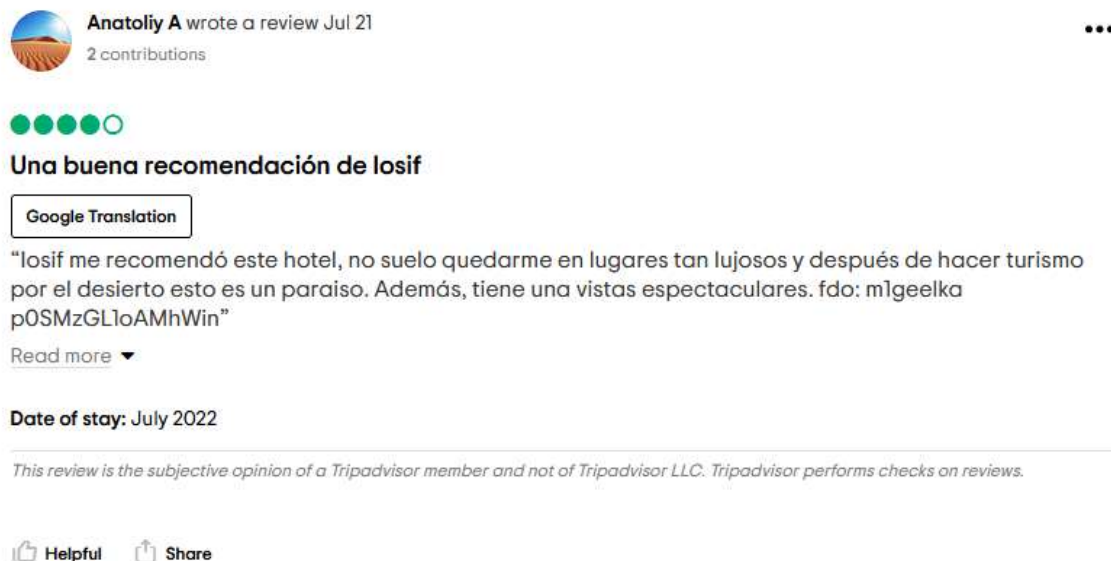 Anatoliy A wrote a review Jul 21
2 contributions
Una buena recomendación de Iosif
Google Translation
“Iosif me recomendó este hotel, no suelo quedarme en lugares tan lujosos y después de hacer turismo
por el desierto esto es un paraiso. Además, tiene una vistas espectaculares. fdo: m1geelka
p0SMzGL1oAMhWin”
Read more
Date of stay: July 2022
This review is the subjective opinion of a Tripadvisor member and not of Tripadvisor LLC. Tripadvisor performs checks on reviews.
Helpful Share